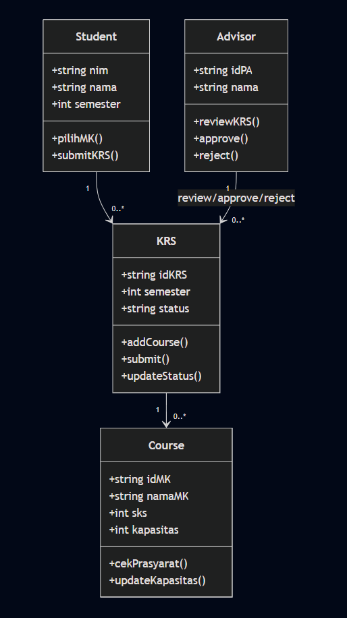 Student
+string nim
+string nama
+int semester
+pilihMK()
+submitKRS()
Advisor
+string idPA
+string nama
+reviewKRS()
+approve()
+reject()
1
0..*
1
review/approve/reject
0..*
KRS
+string idKRS
+int semester
+string status
+addCourse()
+submit()
+updateStatus()
1
0..*
Course
+string idMK
+string namaMK
+int sks
+int kapasitas
+cekPrasyarat()
+updateKapasitas()